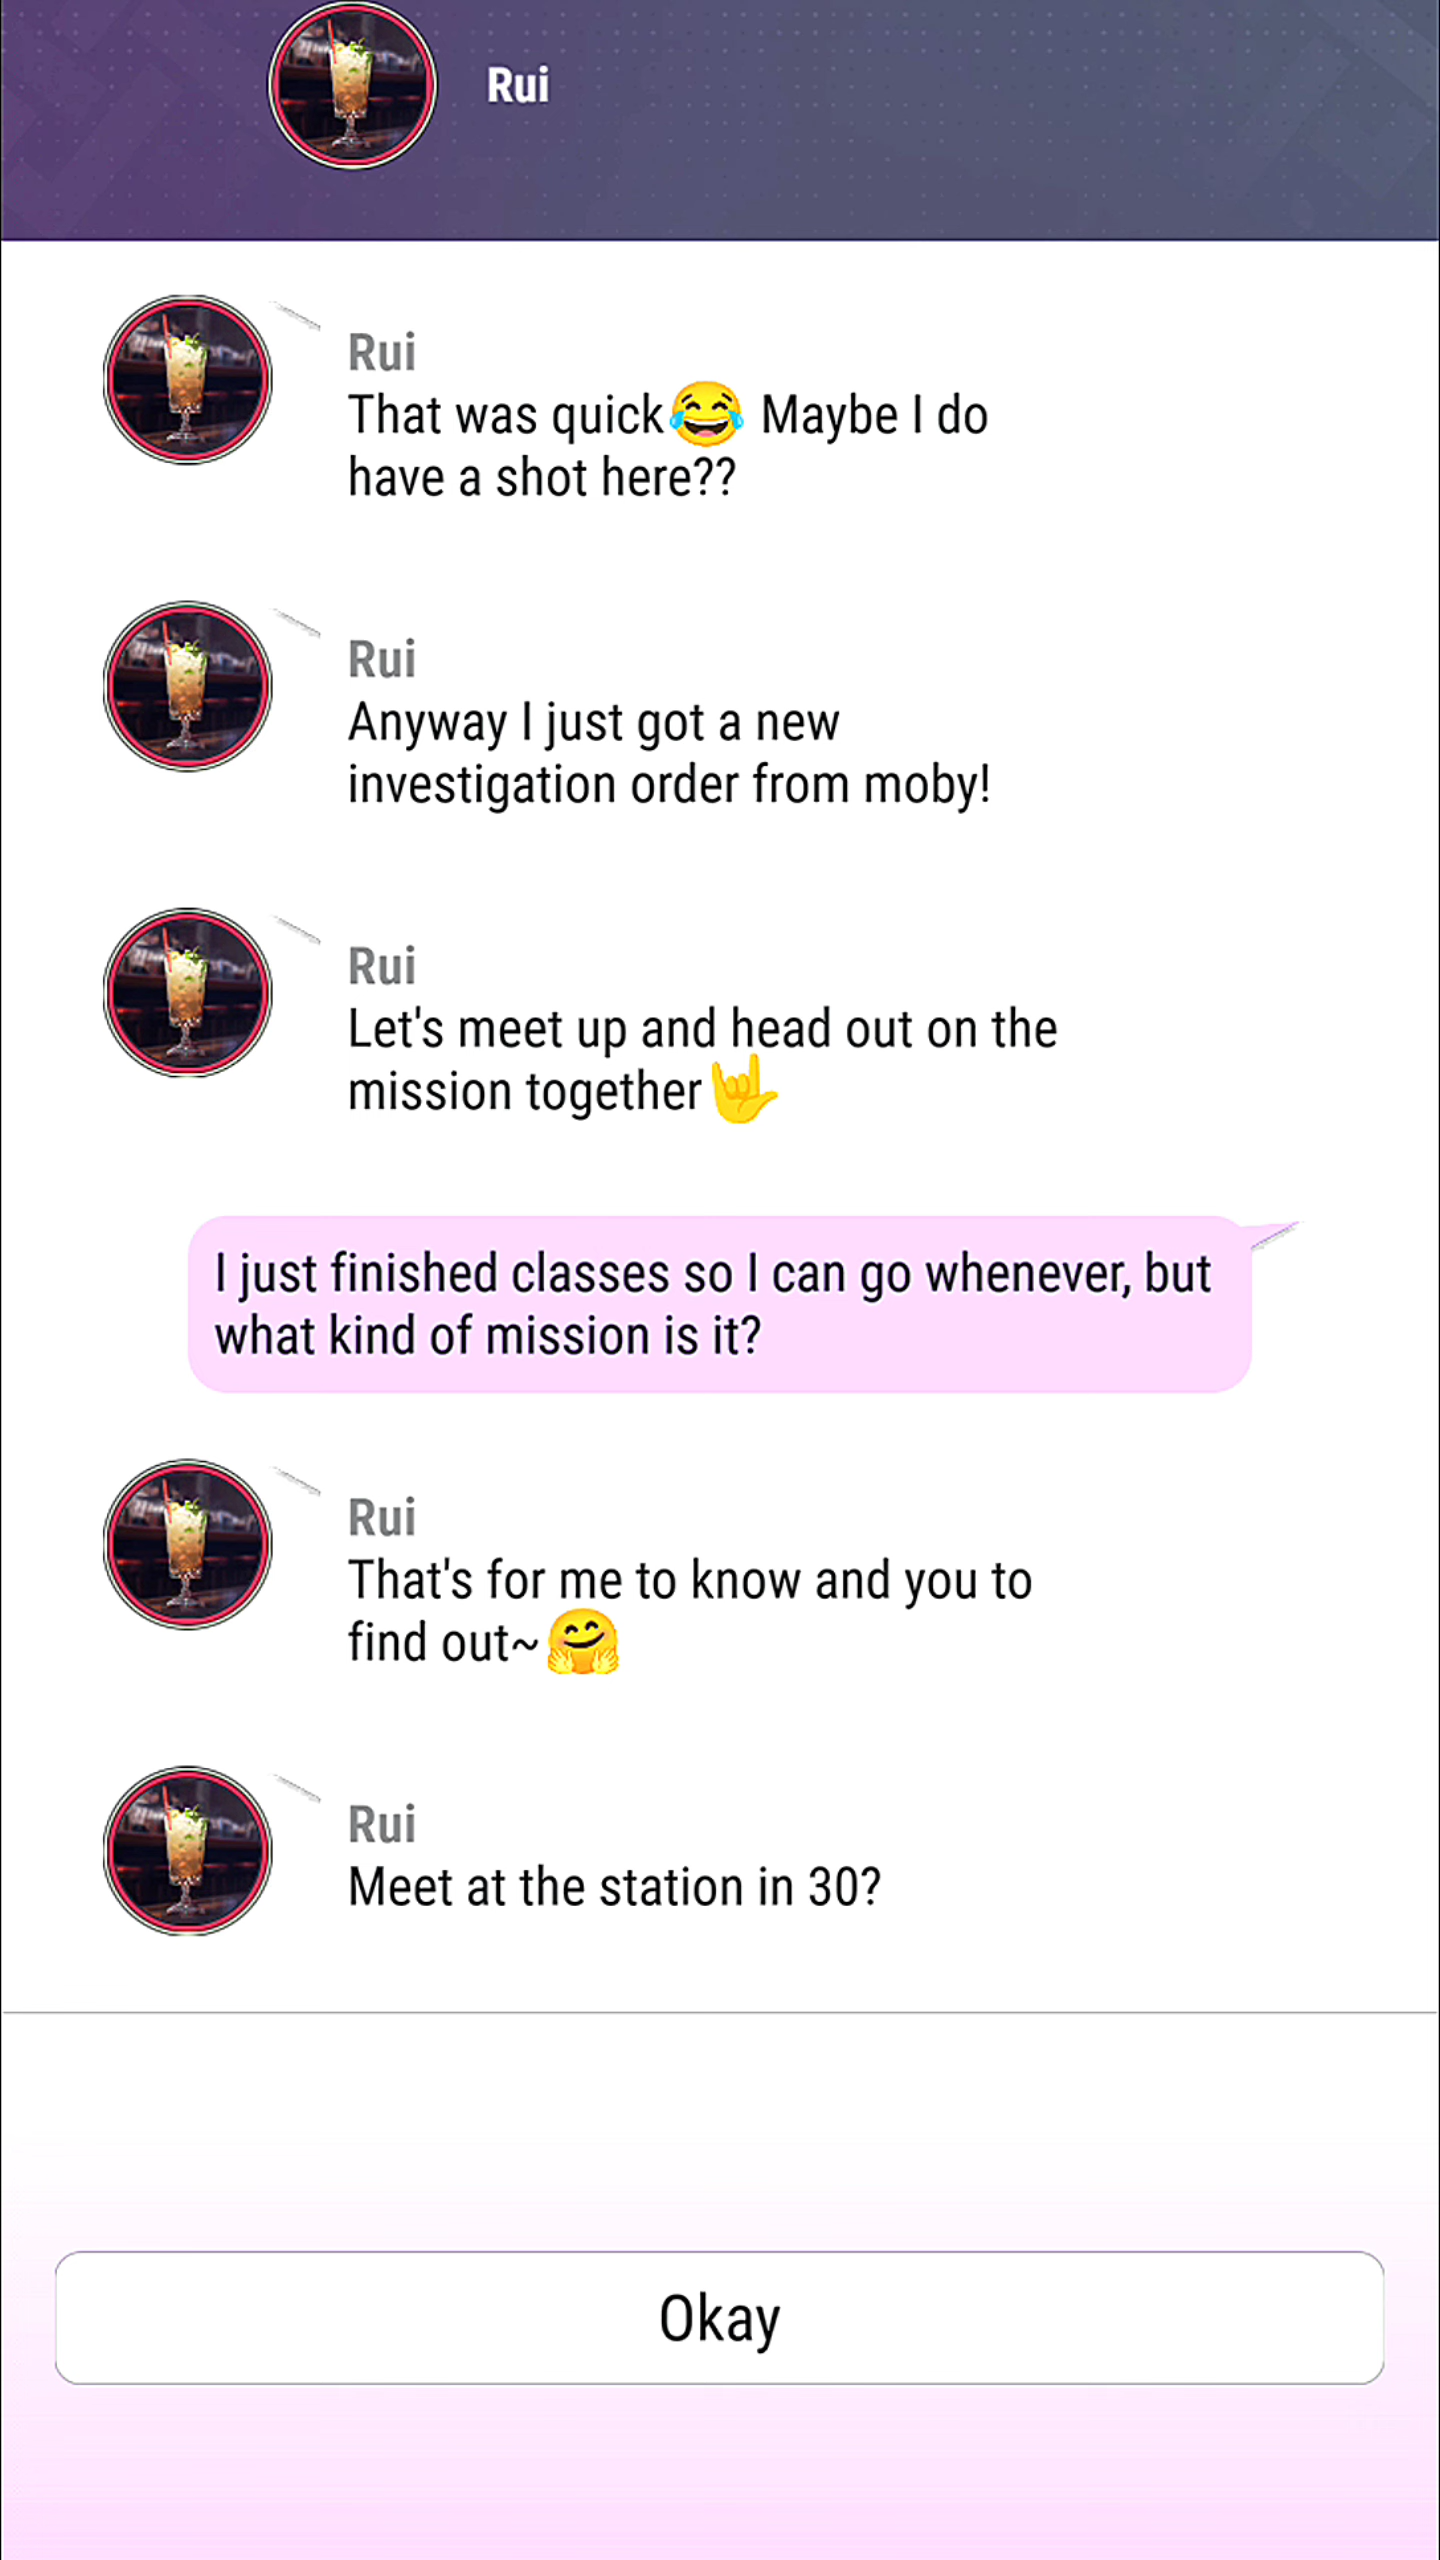 Rui
Rui
That was quick😂 Maybe I do
have a shot here??
Rui
Anyway I just got a new
investigation order from moby!
Rui
Let's meet up and head out on the
mission together🤟
I just finished classes so I can go whenever, but
what kind of mission is it?
Rui
That's for me to know and you to
find out~🤗
Rui
Meet at the station in 30?
Okay